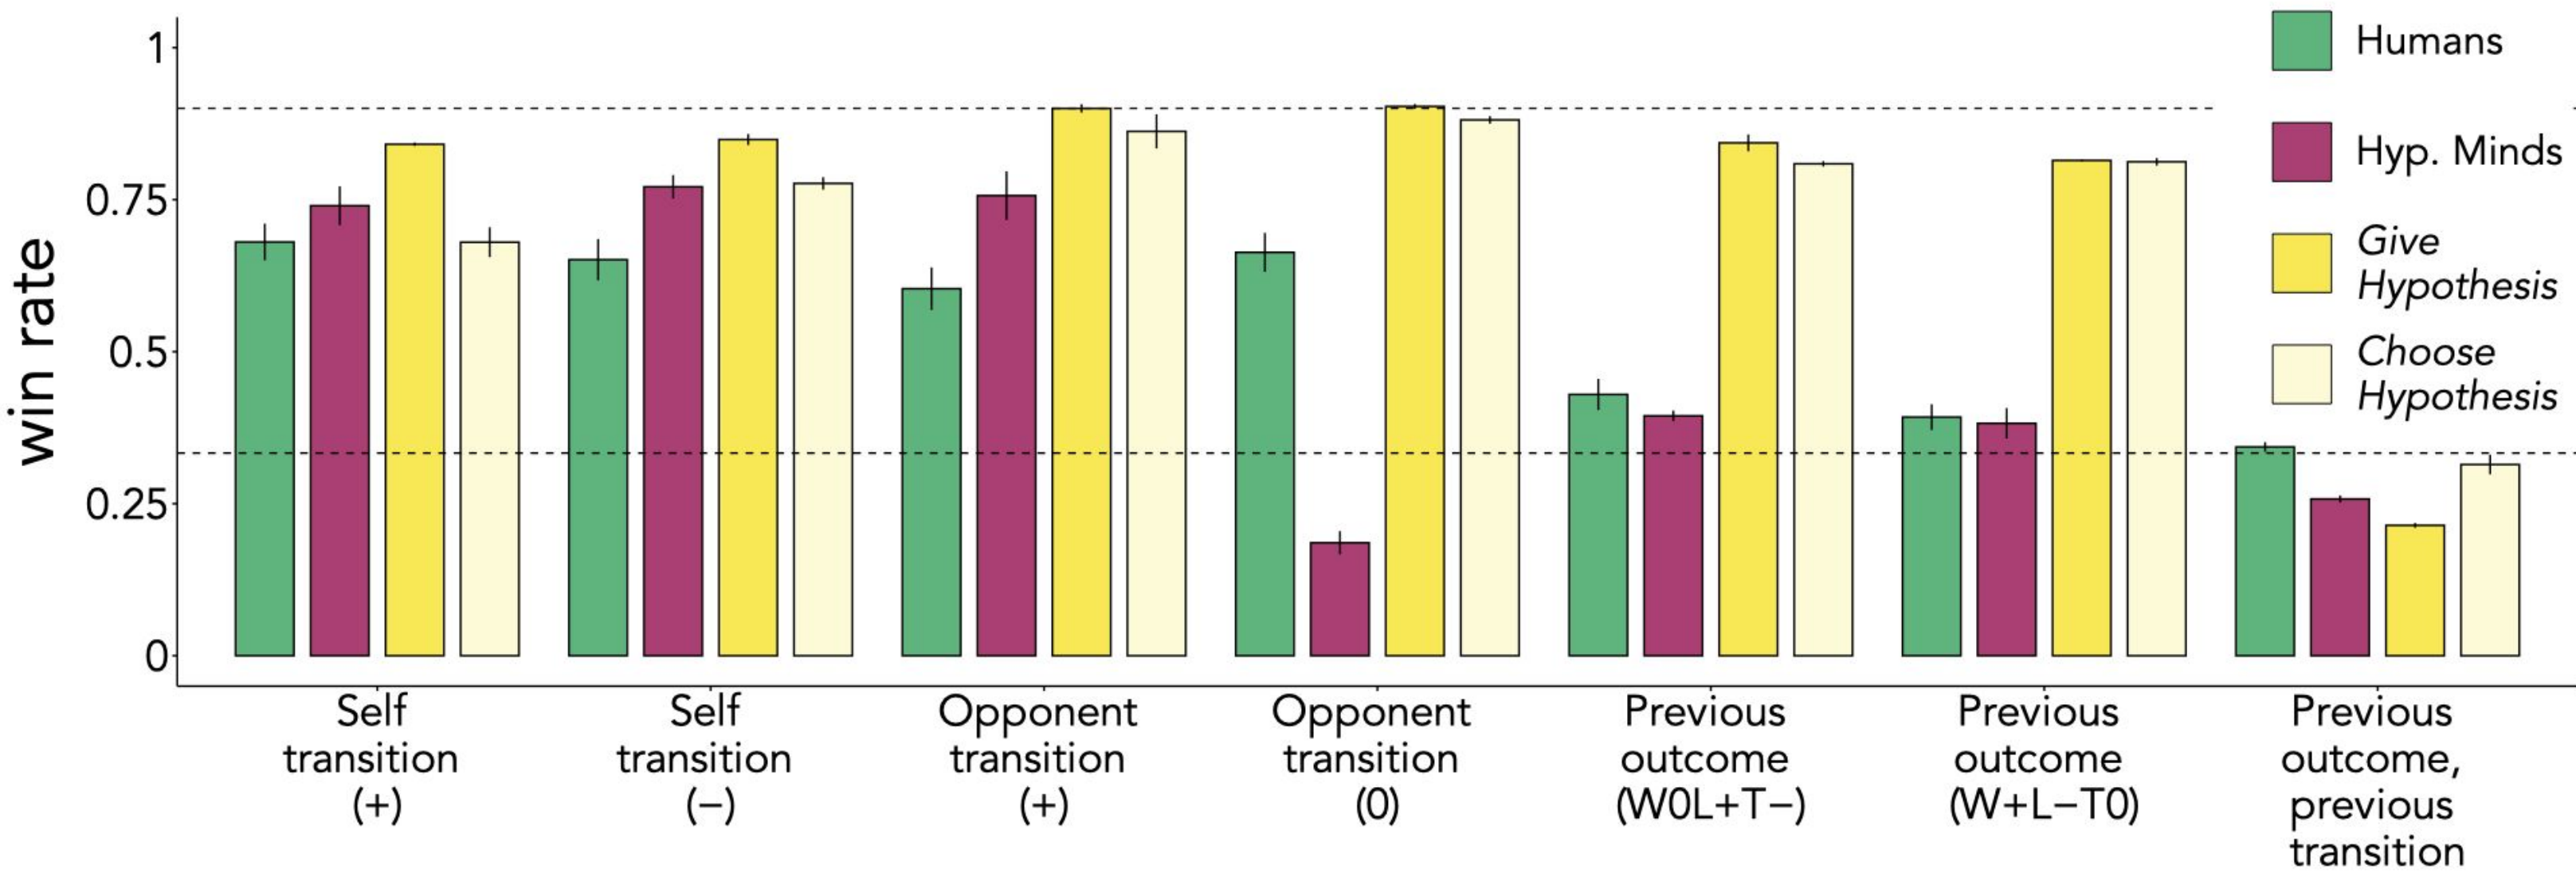 win rate
1
0.75
0.5
0.25
0
Self
transition
(+)
Self
transition
(−)
Opponent
transition
(+)
Opponent
transition
(0)
Previous
outcome
(W0L+T−)
Previous
outcome
(W+L−T0)
Previous
outcome,
previous
transition
Humans
Hyp. Minds
Give
Hypothesis
Choose
Hypothesis